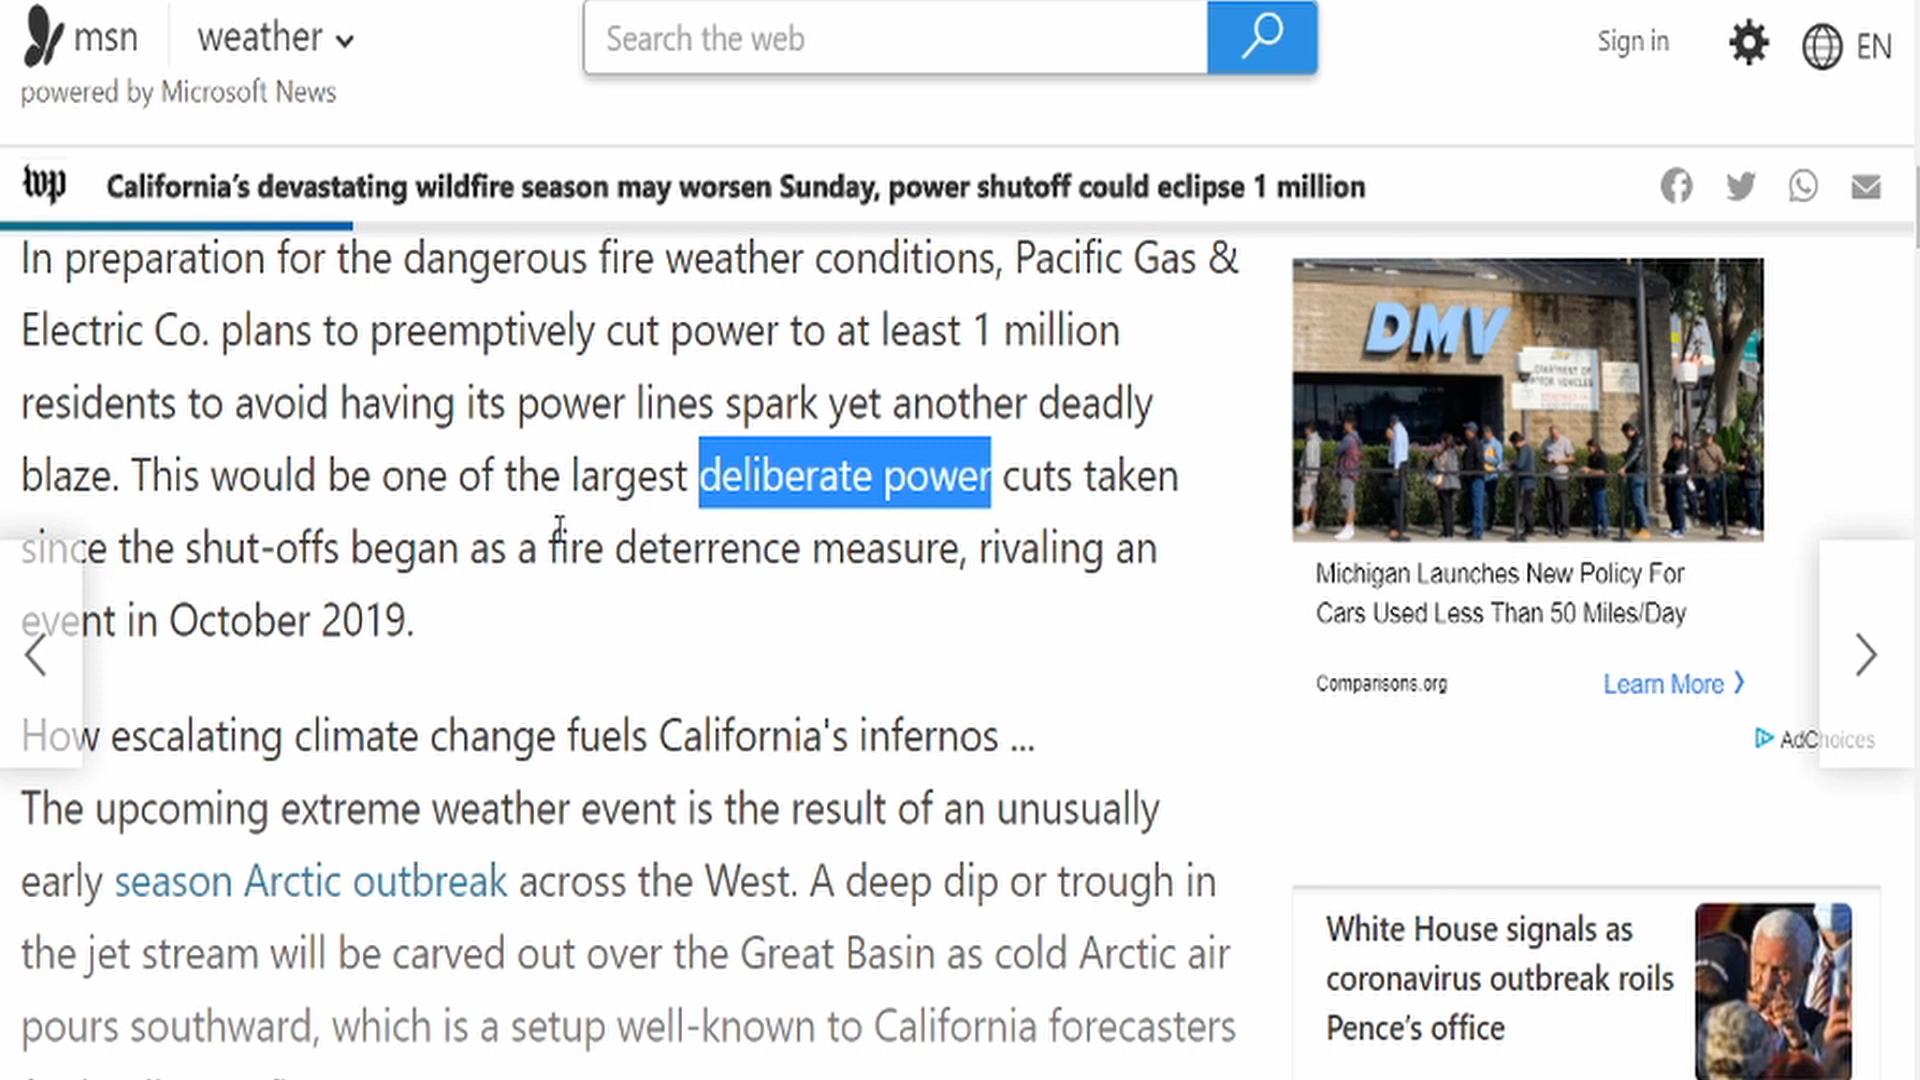 msn weather
Search the web
Sign in
EN
powered by Microsoft News
wp California's devastating wildfire season may worsen Sunday, power shutoff could eclipse 1 million
In preparation for the dangerous fire weather conditions, Pacific Gas &
Electric Co. plans to preemptively cut power to at least 1 million
residents to avoid having its power lines spark yet another deadly
blaze. This would be one of the largest deliberate power cuts taken
since the shut-offs began as a fire deterrence measure, rivaling an
event in October 2019.
How escalating climate change fuels California's infernos ...
The upcoming extreme weather event is the result of an unusually
early season Arctic outbreak across the West. A deep dip or trough in
the jet stream will be carved out over the Great Basin as cold Arctic air
pours southward, which is a setup well-known to California forecasters
DMV
DEPARTMENT OF
MOTOR VEHICLES
Michigan Launches New Policy For
Cars Used Less Than 50 Miles/Day
Comparisons.org
Learn More
AdChoices
White House signals as
coronavirus outbreak roils
Pence's office